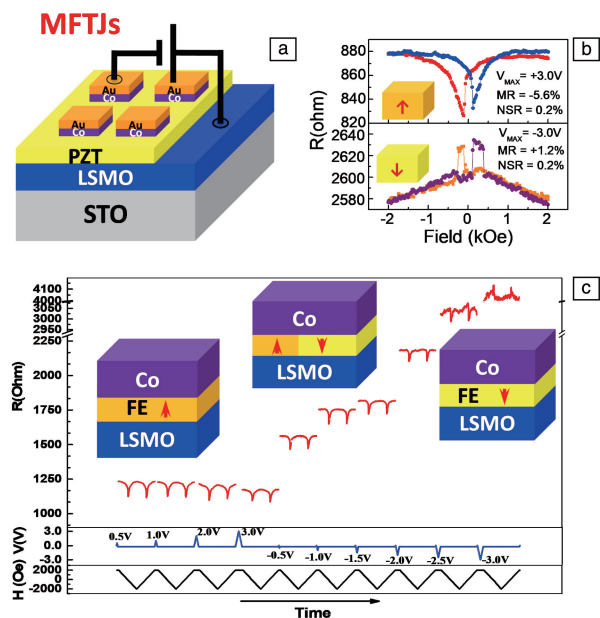 MFTJs
a
Au
Co
Au
Co
Au
Co
Au
Co
PZT
LSMO
STO
b
R(ohm)
880
860
840
820
V_MAX = +3.0V
MR = -5.6%
NSR = 0.2%
2640
2620
2600
2580
V_MAX = -3.0V
MR = +1.2%
NSR = 0.2%
-2 -1 0 1 2
Field (kOe)
c
R(Ohm)
4100
4000
3050
3000
2950
2250
2000
1750
1500
1250
1000
Co
FE
LSMO
Co
LSMO
Co
FE
LSMO
V(V)
3.0
0.0
-3.0
0.5V 1.0V 2.0V 3.0V -0.5V -1.0V -1.5V -2.0V -2.5V -3.0V
H (Oe)
2000
0
-2000
Time